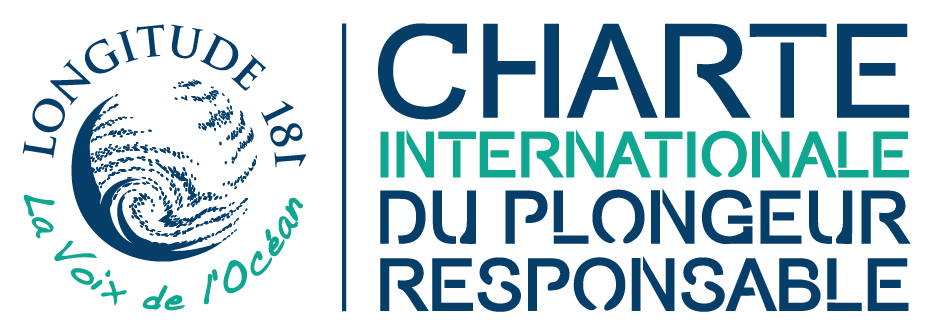 LONGITUDE 181
La Voix de l'Océan
CHARTE
INTERNATIONALE
DU PLONGEUR
RESPONSABLE